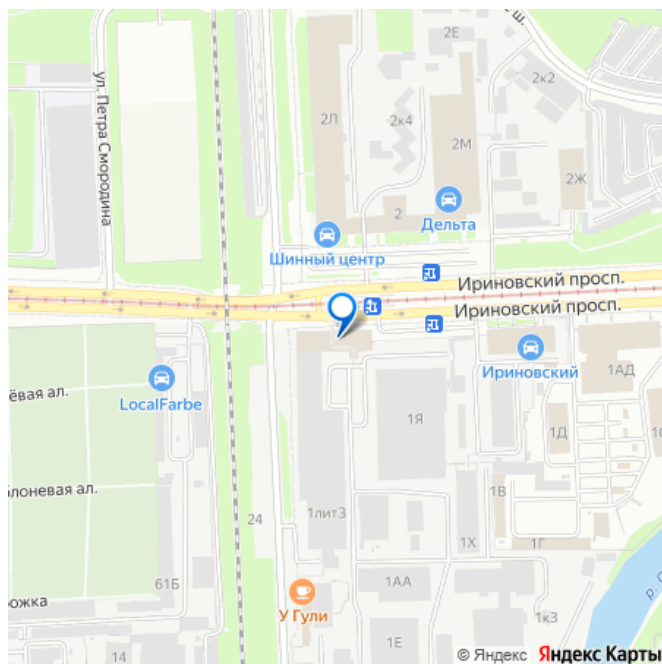 ш.
2Е
ул. Петра Смородина
2Л
2к4
2к2
2М
2Ж
2
Дельта
Шинный центр
Ириновский просп.
Ириновский просп.
Ириновский
LocalFarbe
1АД
1Я
1Д
1лит3
24
1В
1Х
1Г
61Б
1АА
У Гули
1к3
14
1Е
© Яндекс Яндекс Карты